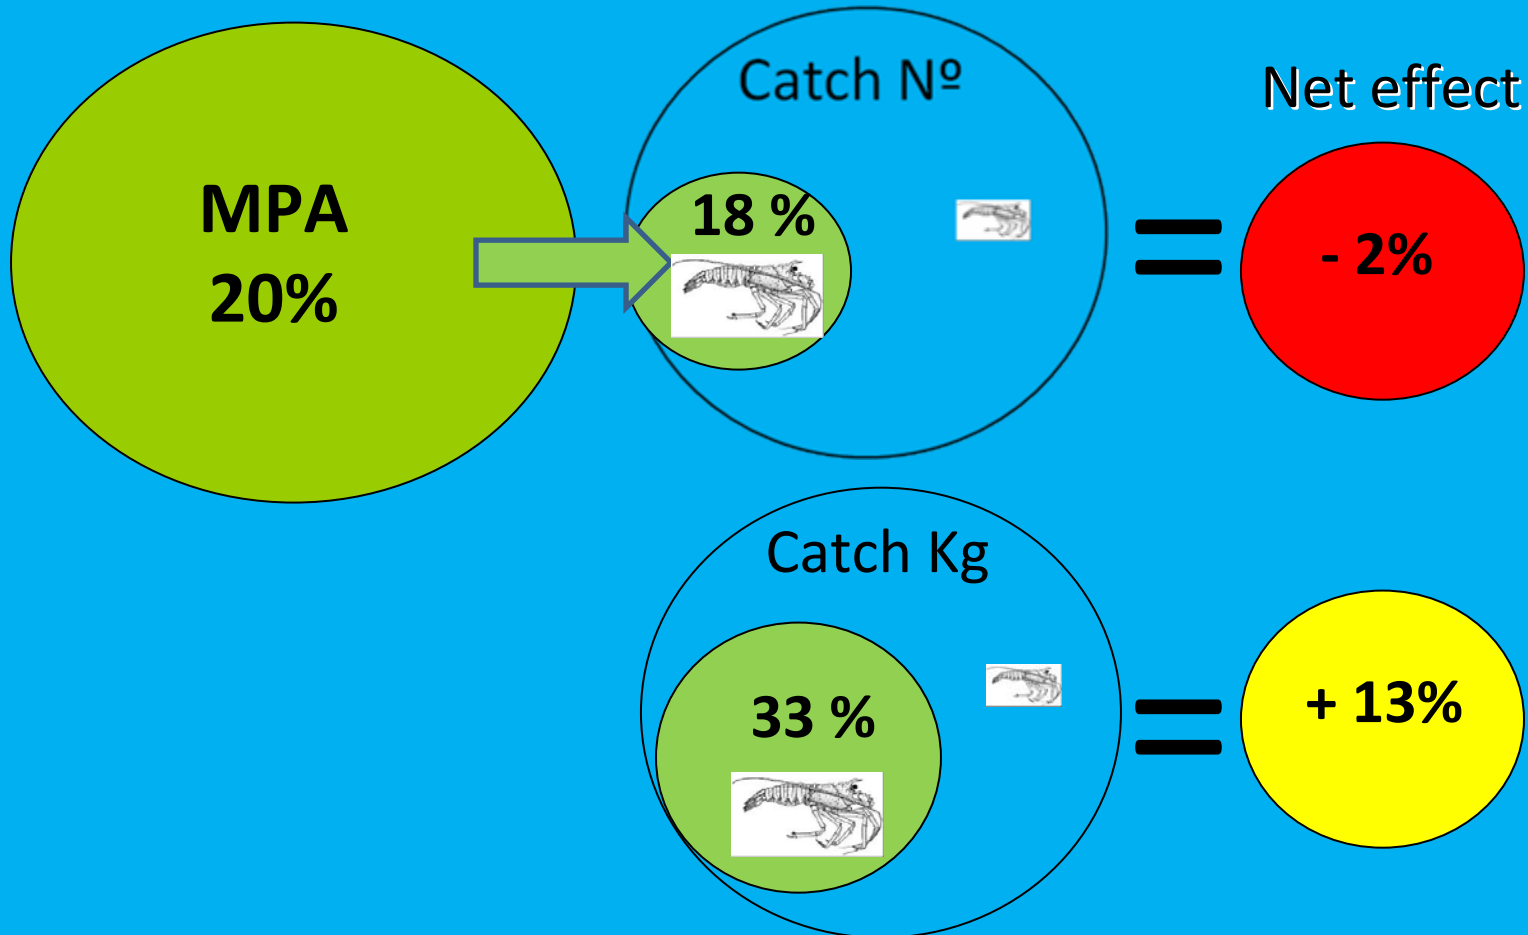 MPA
20%
Catch Nº
18 %
Net effect
- 2%
Catch Kg
33 %
+ 13%